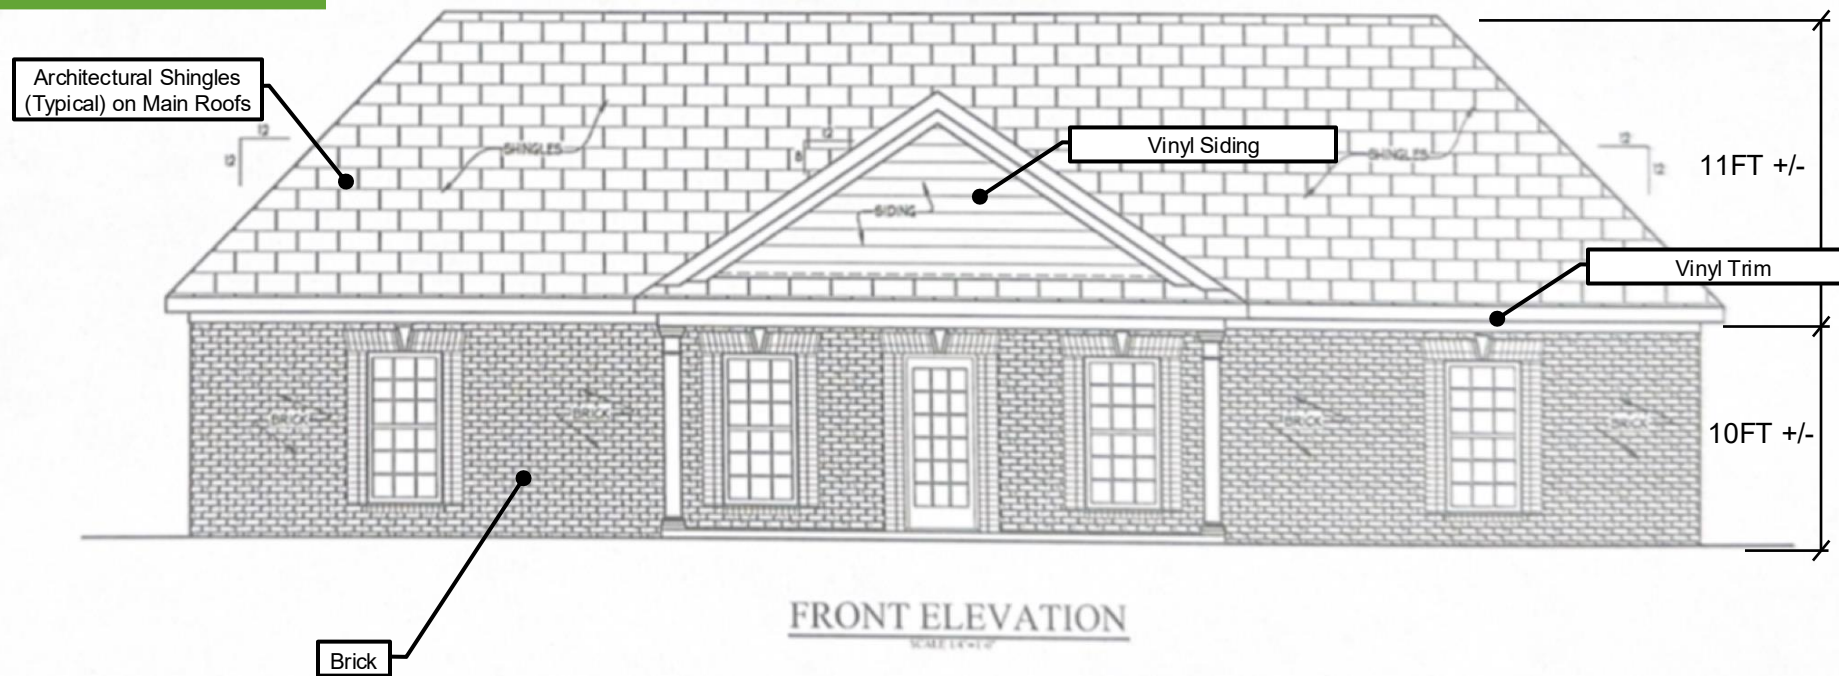 Architectural Shingles
(Typical) on Main Roofs
12
12
SHINGLES
12
8
Vinyl Siding
SHINGLES
12
12
11FT +/-
SIDING
Vinyl Trim
BRICK
BRICK
BRICK
BRICK
10FT +/-
FRONT ELEVATION
Brick